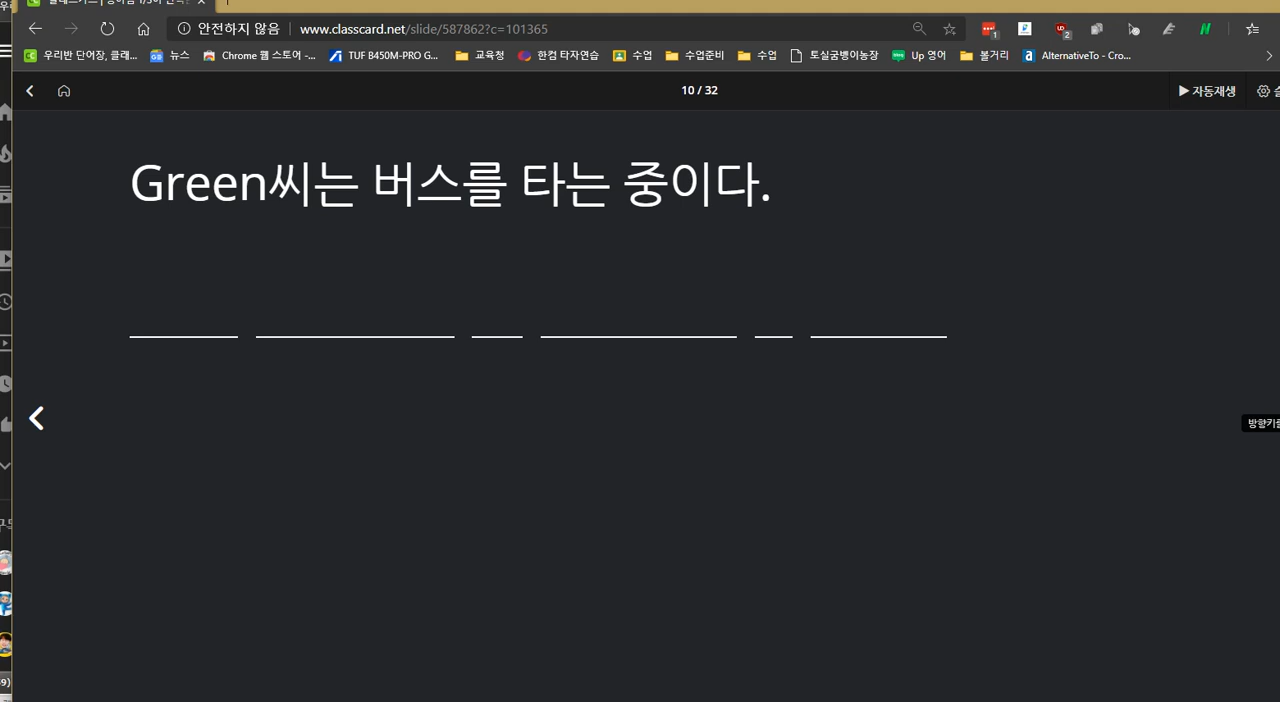 안전하지 않음 www.classcard.net/slide/587862?c=101365
1
2
우리반 단어장, 클래... 뉴스 Chrome 웹 스토어 -... TUF B450M-PRO G... 교육청 한컴 타자연습 수업 수업준비 수업 토실굼벵이농장 Up 영어 볼거리 AlternativeTo - Cro...
10 / 32
자동재생
Green씨는 버스를 타는 중이다.
방향키를